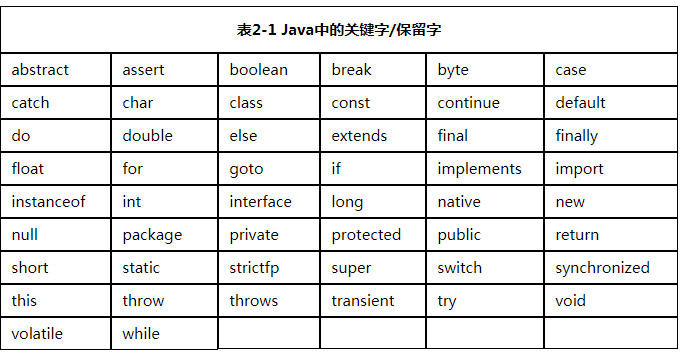 表2-1 Java中的关键字/保留字
abstract assert boolean break byte case
catch char class const continue default
do double else extends final finally
float for goto if implements import
instanceof int interface long native new
null package private protected public return
short static strictfp super switch synchronized
this throw throws transient try void
volatile while